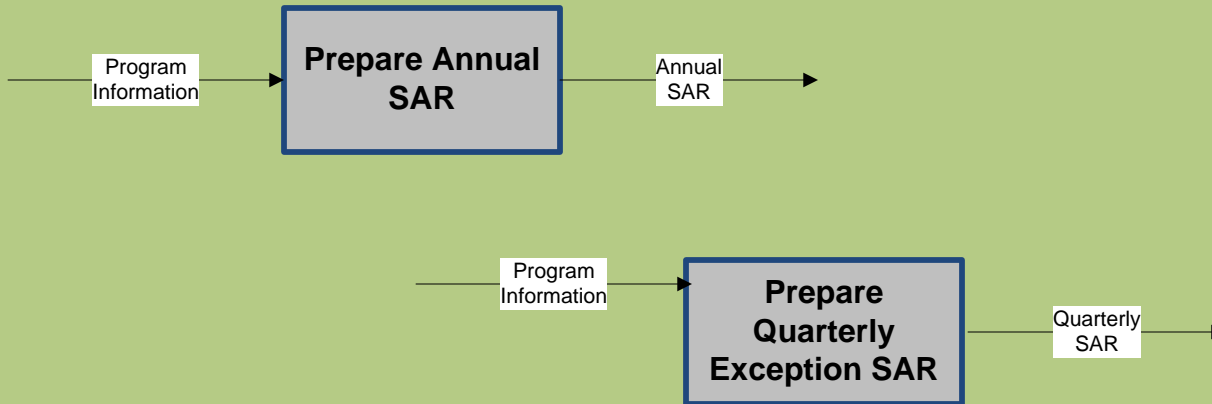 Program
Information
Prepare Annual
SAR
Annual
SAR
Program
Information
Prepare
Quarterly
Exception SAR
Quarterly
SAR